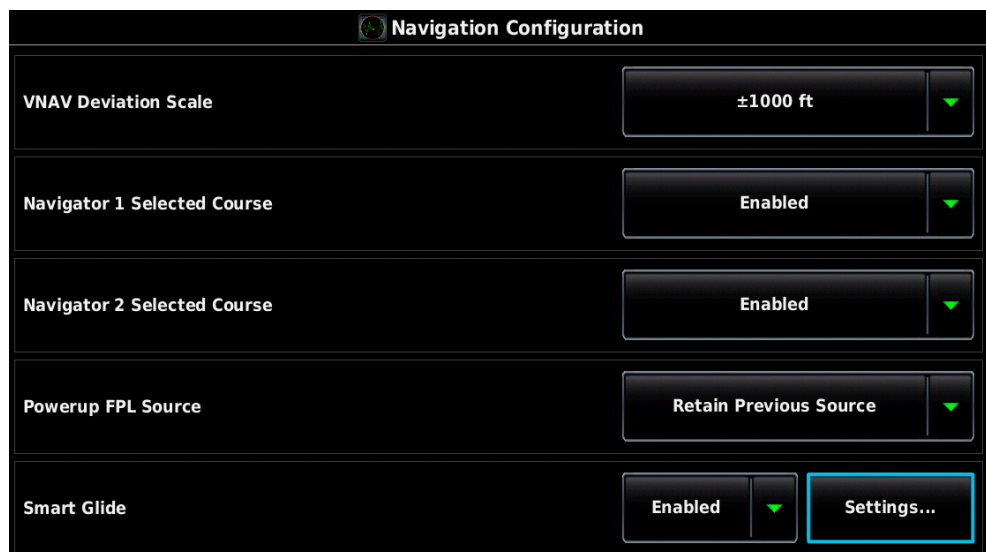 Navigation Configuration
VNAV Deviation Scale
±1000 ft
Navigator 1 Selected Course
Enabled
Navigator 2 Selected Course
Enabled
Powerup FPL Source
Retain Previous Source
Smart Glide
Enabled
Settings...